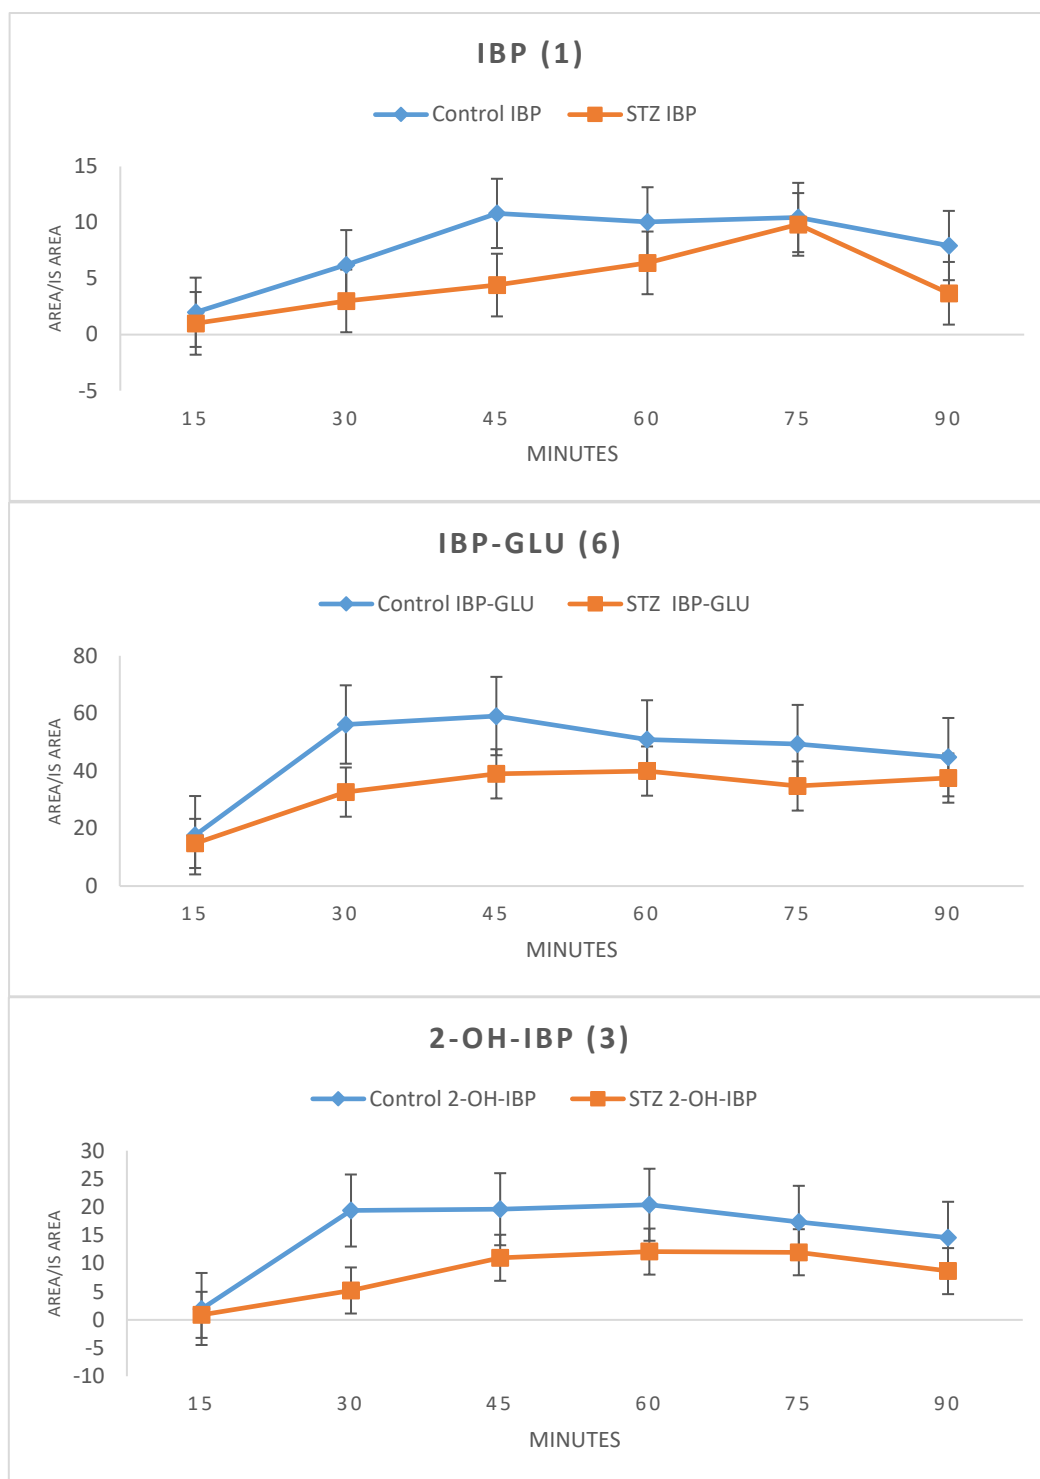 IBP (1)
Control IBP STZ IBP
15
10
5
0
-5
AREA/IS AREA
15 30 45 60 75 90
MINUTES
IBP-GLU (6)
Control IBP-GLU STZ IBP-GLU
80
60
40
20
0
AREA/IS AREA
15 30 45 60 75 90
MINUTES
2-OH-IBP (3)
Control 2-OH-IBP STZ 2-OH-IBP
30
25
20
15
10
5
0
-5
-10
AREA/IS AREA
15 30 45 60 75 90
MINUTES